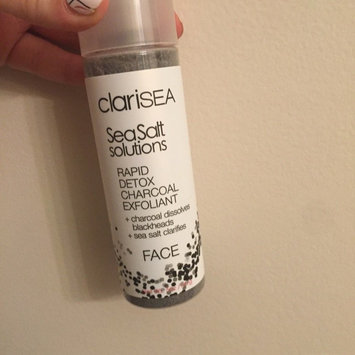 clariSEA
SeaSalt
solutions
RAPID
DETOX
CHARCOAL
EXFOLIANT
+ charcoal dissolves
blackheads
+ sea salt clarifies
FACE